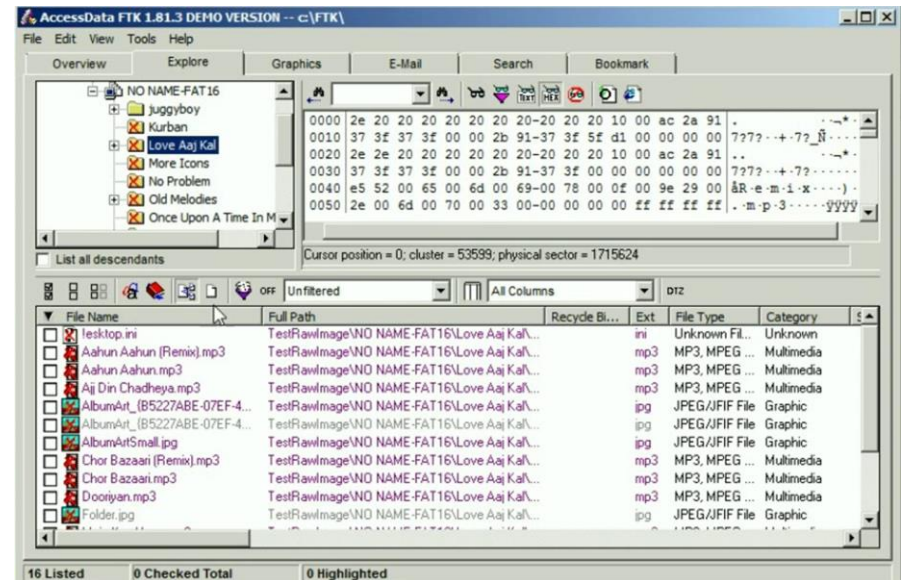 AccessData FTK 1.81.3 DEMO VERSION -- c:\FTK\
File Edit View Tools Help
Overview Explore Graphics E-Mail Search Bookmark
NO NAME-FAT16
juggyboy
Kurban
Love Aaj Kal
More Icons
No Problem
Old Melodies
Once Upon A Time In M
List all descendants
TEXT HEX
0000 2e 20 20 20 20 20 20 20-20 20 20 10 00 ac 2a 91 . ··¬*·
0010 37 3f 37 3f 00 00 2b 91-37 3f 5f d1 00 00 00 00 7?7?··+·7?_Ñ····
0020 2e 2e 20 20 20 20 20 20-20 20 20 10 00 ac 2a 91 .. ··¬*·
0030 37 3f 37 3f 00 00 2b 91-37 3f 00 00 00 00 00 00 7?7?··+·7?······
0040 e5 52 00 65 00 6d 00 69-00 78 00 0f 00 9e 29 00 åR·e·m·i·x····)·
0050 2e 00 6d 00 70 00 33 00-00 00 00 00 ff ff ff ff .·m·p·3·····ÿÿÿÿ
Cursor position = 0; cluster = 53599; physical sector = 1715624
OFF Unfiltered All Columns DTZ
File Name Full Path Recycle Bi... Ext File Type Category
!esktop.ini TestRawImage\NO NAME-FAT16\Love Aaj Kal\... ini Unknown Fil... Unknown
Aahun Aahun (Remix).mp3 TestRawImage\NO NAME-FAT16\Love Aaj Kal\... mp3 MP3, MPEG ... Multimedia
Aahun Aahun.mp3 TestRawImage\NO NAME-FAT16\Love Aaj Kal\... mp3 MP3, MPEG ... Multimedia
Ajj Din Chadheya.mp3 TestRawImage\NO NAME-FAT16\Love Aaj Kal\... mp3 MP3, MPEG ... Multimedia
AlbumArt_{B5227ABE-07EF-4... TestRawImage\NO NAME-FAT16\Love Aaj Kal\... jpg JPEG/JFIF File Graphic
AlbumArt_{B5227ABE-07EF-4... TestRawImage\NO NAME-FAT16\Love Aaj Kal\... jpg JPEG/JFIF File Graphic
AlbumArtSmall.jpg TestRawImage\NO NAME-FAT16\Love Aaj Kal\... jpg JPEG/JFIF File Graphic
Chor Bazaari (Remix).mp3 TestRawImage\NO NAME-FAT16\Love Aaj Kal\... mp3 MP3, MPEG ... Multimedia
Chor Bazaari.mp3 TestRawImage\NO NAME-FAT16\Love Aaj Kal\... mp3 MP3, MPEG ... Multimedia
Dooriyan.mp3 TestRawImage\NO NAME-FAT16\Love Aaj Kal\... mp3 MP3, MPEG ... Multimedia
Folder.jpg TestRawImage\NO NAME-FAT16\Love Aaj Kal\... jpg JPEG/JFIF File Graphic
16 Listed 0 Checked Total 0 Highlighted